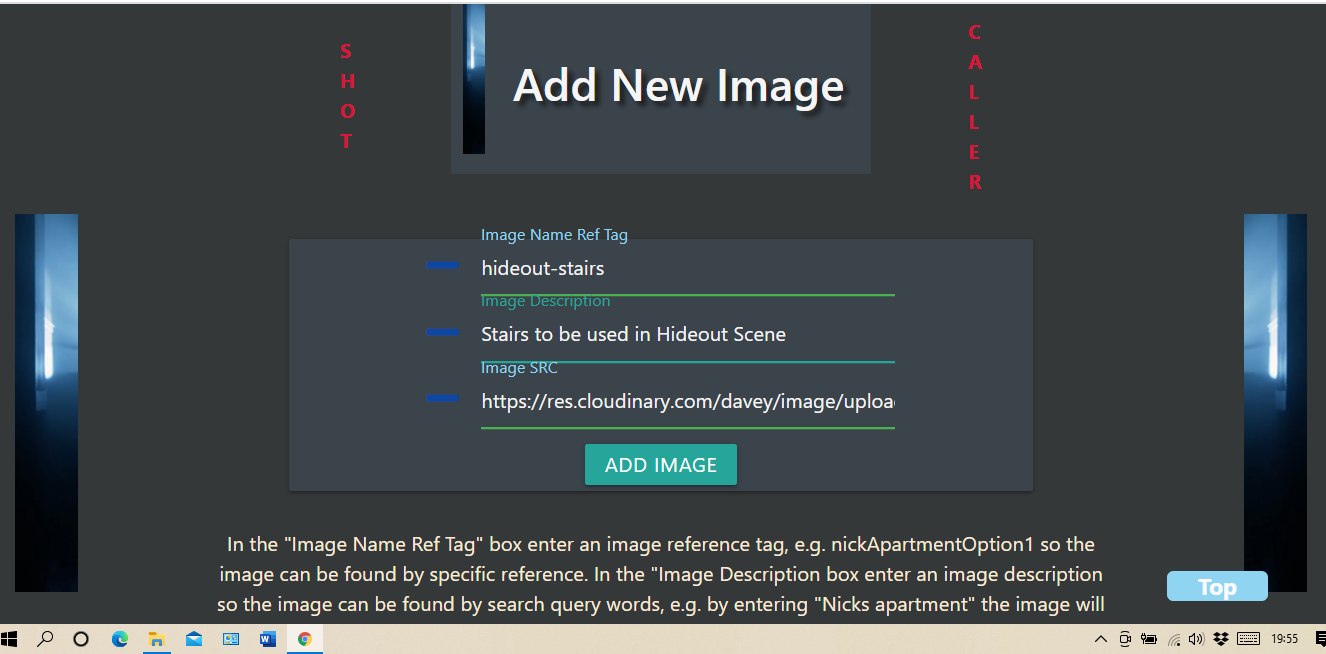 SHOT
Add New Image
CALLER
Image Name Ref Tag
hideout-stairs
Image Description
Stairs to be used in Hideout Scene
Image SRC
https://res.cloudinary.com/davey/image/uploa
ADD IMAGE
In the "Image Name Ref Tag" box enter an image reference tag, e.g. nickApartmentOption1 so the
image can be found by specific reference. In the "Image Description box enter an image description
so the image can be found by search query words, e.g. by entering "Nicks apartment" the image will
Top
19:55